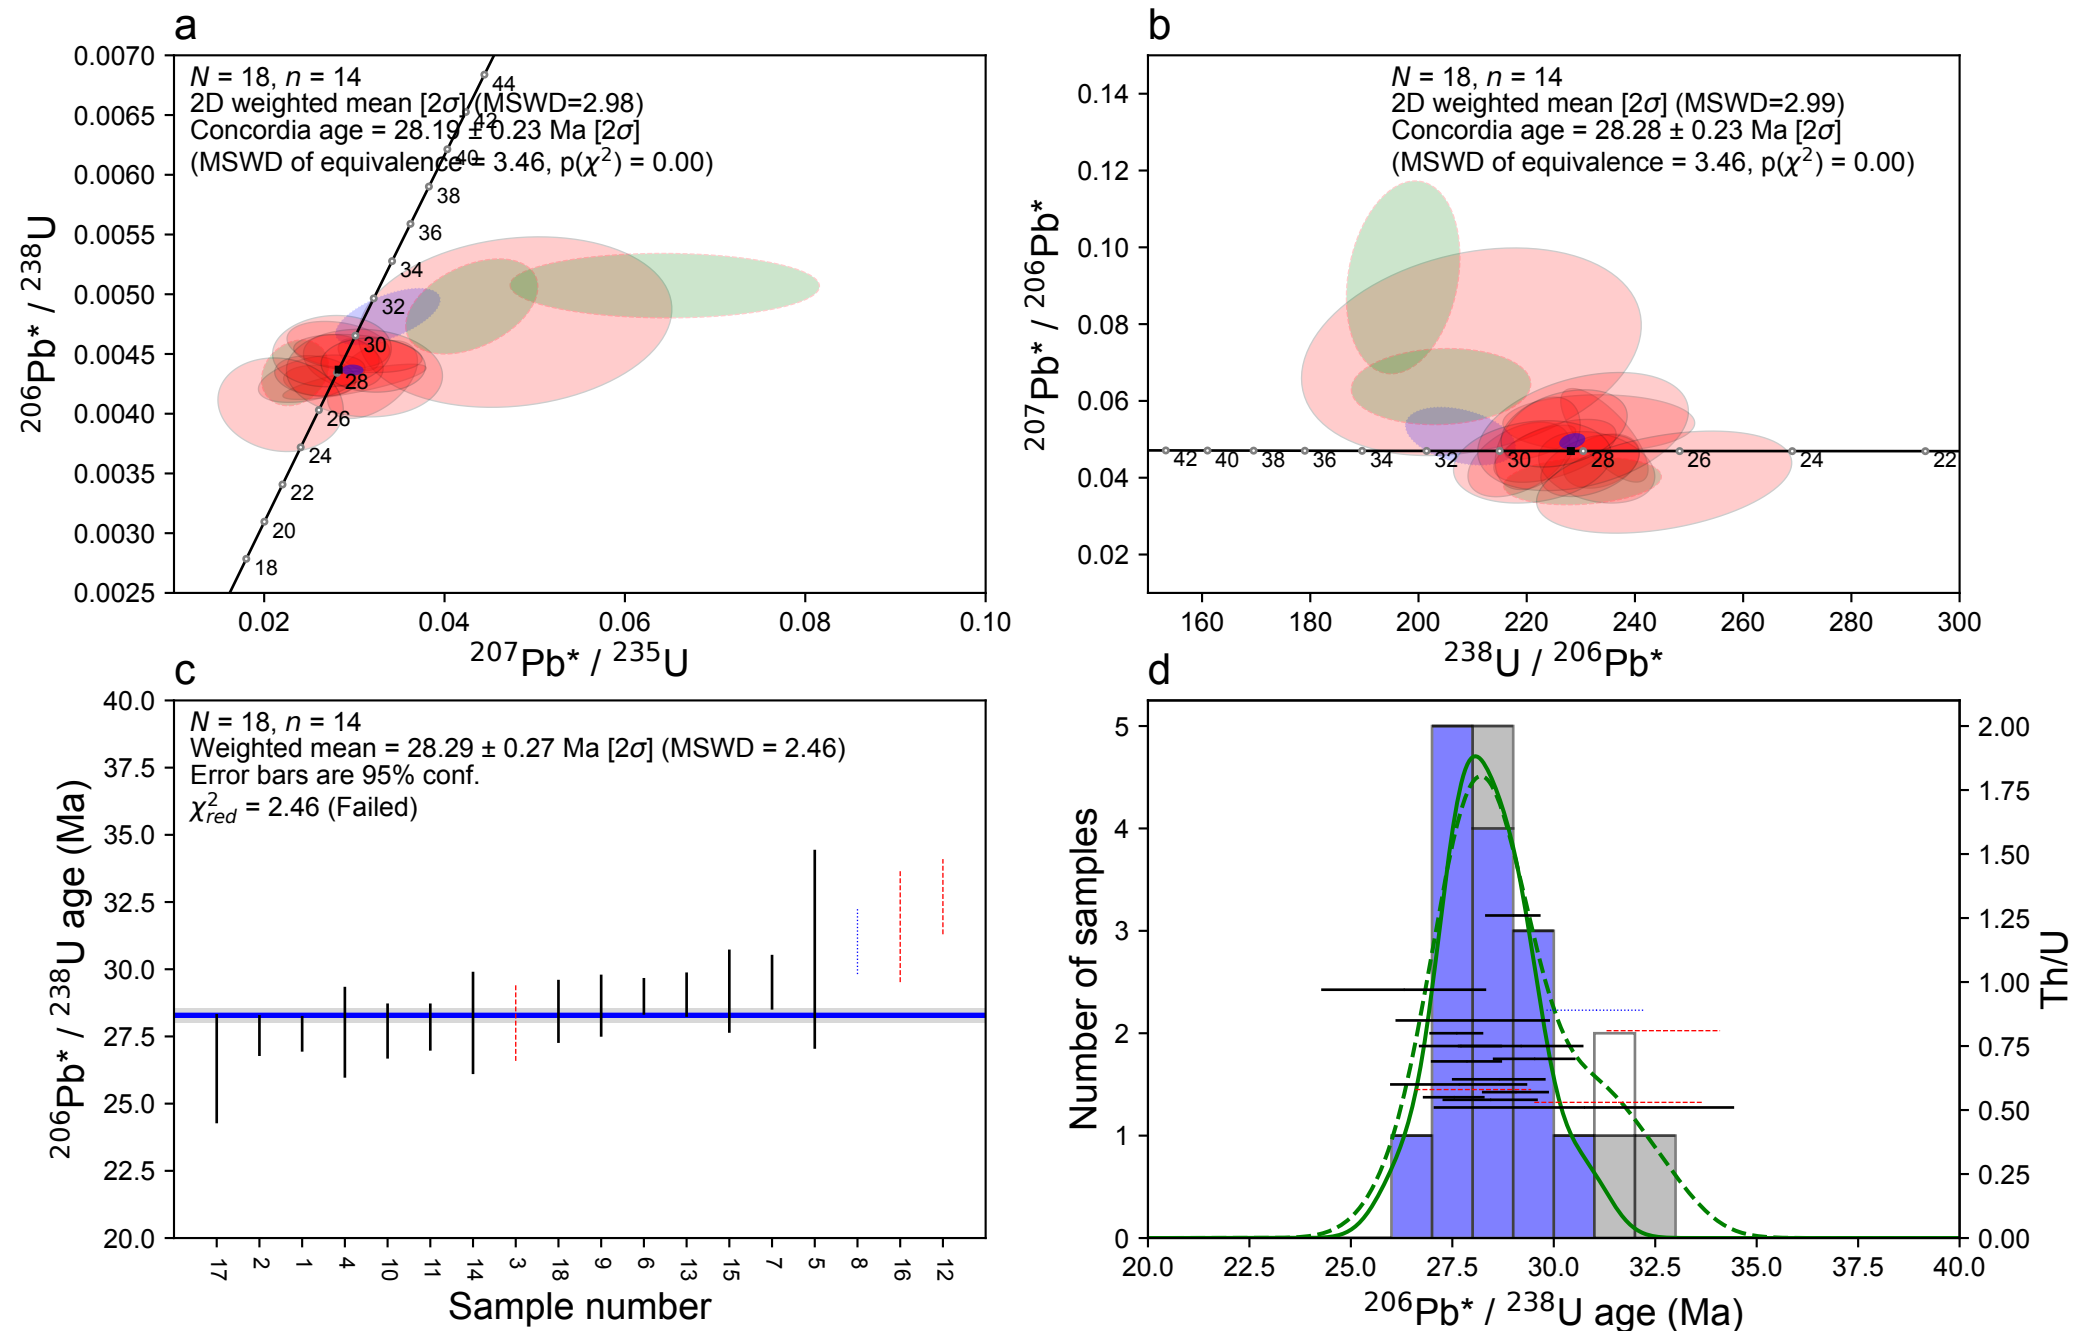 a
0.0070
0.0065
0.0060
0.0055
0.0050
0.0045
0.0040
0.0035
0.0030
0.0025
²⁰⁶Pb* / ²³⁸U
N = 18, n = 14
2D weighted mean [2σ] (MSWD=2.98)
Concordia age = 28.19 ± 0.23 Ma [2σ]
(MSWD of equivalence = 3.46, p(χ²) = 0.00)
44
42
40
38
36
34
32
30
28
26
24
22
20
18
0.02 0.04 0.06 0.08 0.10
²⁰⁷Pb* / ²³⁵U
b
0.14
0.12
0.10
0.08
0.06
0.04
0.02
²⁰⁷Pb* / ²⁰⁶Pb*
N = 18, n = 14
2D weighted mean [2σ] (MSWD=2.99)
Concordia age = 28.28 ± 0.23 Ma [2σ]
(MSWD of equivalence = 3.46, p(χ²) = 0.00)
42 40 38 36 34 32 30 28 26 24 22
160 180 200 220 240 260 280 300
²³⁸U / ²⁰⁶Pb*
c
40.0
37.5
35.0
32.5
30.0
27.5
25.0
22.5
20.0
²⁰⁶Pb* / ²³⁸U age (Ma)
N = 18, n = 14
Weighted mean = 28.29 ± 0.27 Ma [2σ] (MSWD = 2.46)
Error bars are 95% conf.
χ²red = 2.46 (Failed)
17 2 1 4 10 11 14 3 18 9 6 13 15 7 5 8 16 12
Sample number
d
5
4
3
2
1
0
Number of samples
2.00
1.75
1.50
1.25
1.00
0.75
0.50
0.25
0.00
Th/U
20.0 22.5 25.0 27.5 30.0 32.5 35.0 37.5 40.0
²⁰⁶Pb* / ²³⁸U age (Ma)